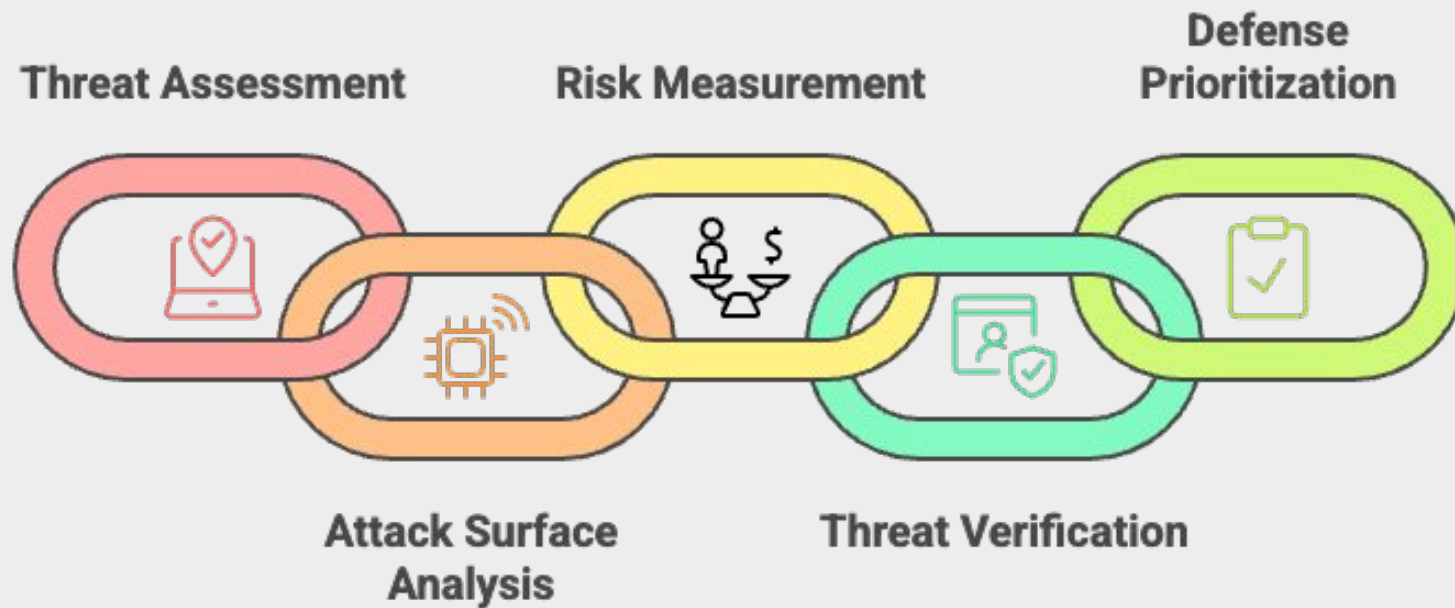 Threat Assessment
Attack Surface
Analysis
Risk Measurement
Threat Verification
Defense
Prioritization